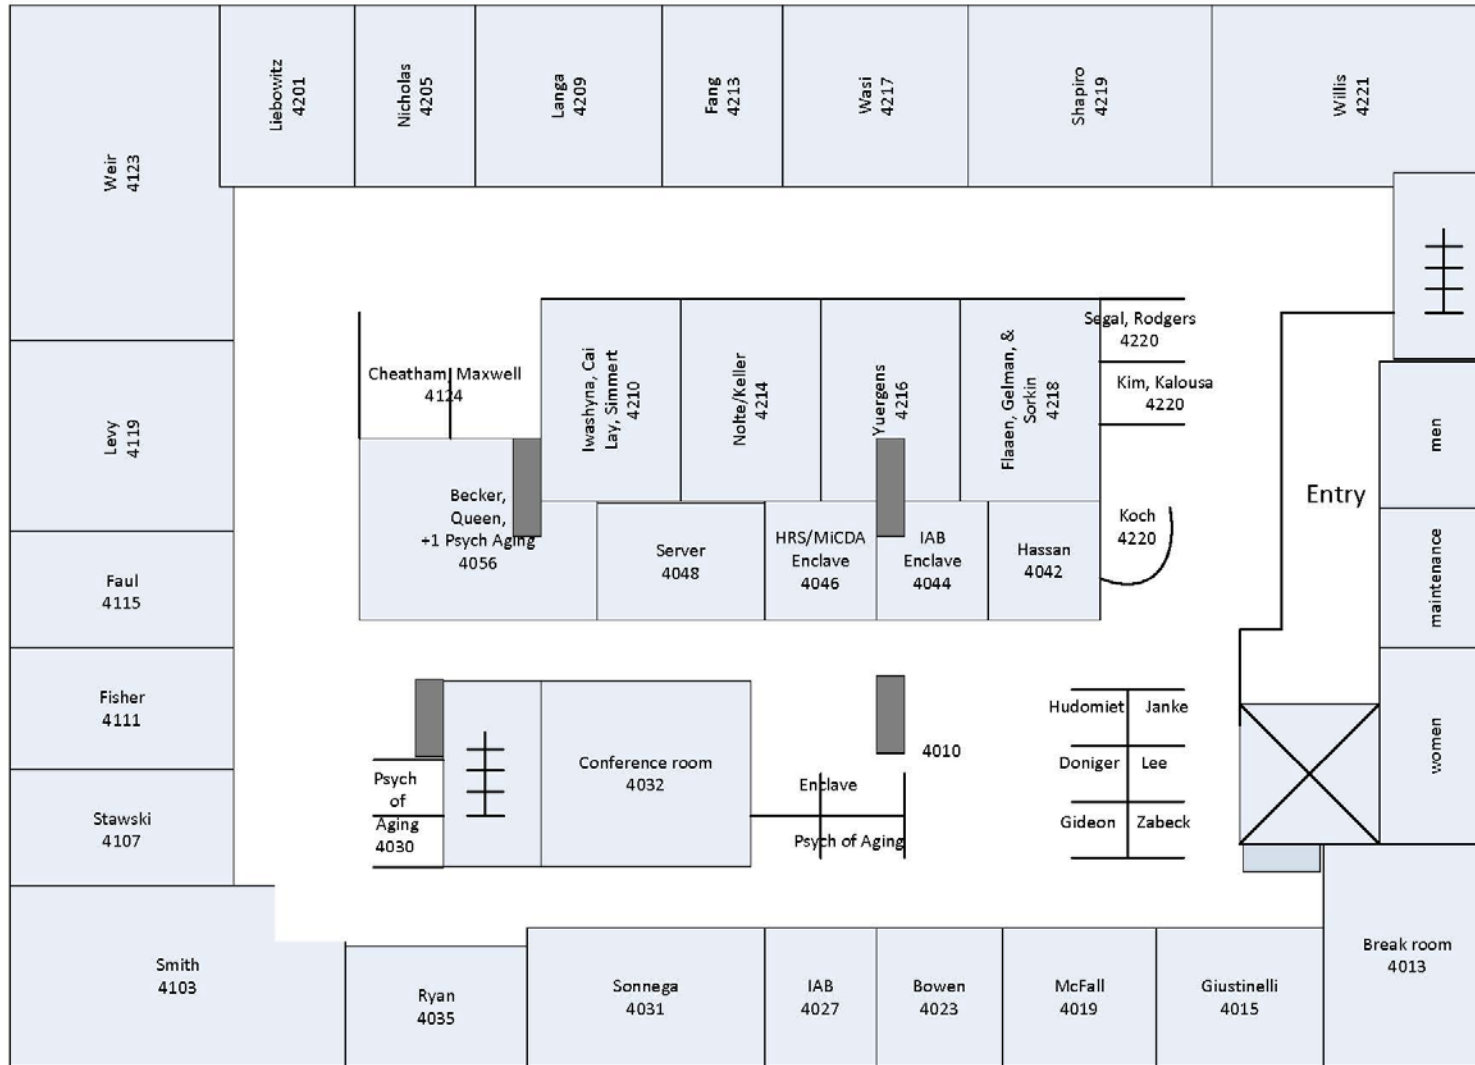 Liebowitz
4201
Nicholas
4205
Langa
4209
Fang
4213
Wasi
4217
Shapiro
4219
Willis
4221
Weir
4123
Segal, Rodgers
4220
Cheatham, Maxwell
4124
Iwashyna, Cai
Lay, Simmert
4210
Nolte/Keller
4214
Yuergens
4216
Flaaen, Gelman, &
Sorkin
4218
Kim, Kalousa
4220
men
Levy
4119
Entry
Becker,
Queen,
+1 Psych Aging
4056
Server
4048
HRS/MiCDA
Enclave
4046
IAB
Enclave
4044
Hassan
4042
Koch
4220
maintenance
Faul
4115
Fisher
4111
women
Hudomiet
Janke
4010
Conference room
4032
Doniger
Lee
Psych
of
Aging
4030
Enclave
Psych of Aging
Gideon
Zabeck
Stawski
4107
Smith
4103
Ryan
4035
Sonnega
4031
IAB
4027
Bowen
4023
McFall
4019
Giustinelli
4015
Break room
4013